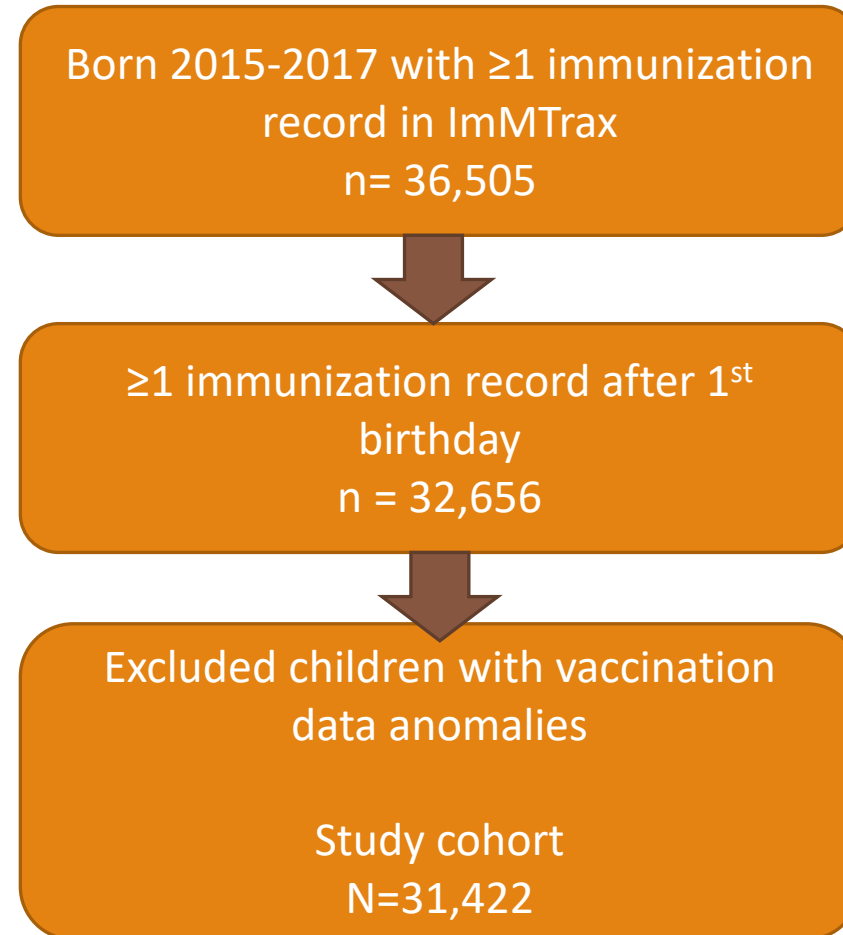 Born 2015-2017 with ≥1 immunization
record in ImMTrax
n= 36,505
≥1 immunization record after 1st
birthday
n = 32,656
Excluded children with vaccination
data anomalies
Study cohort
N=31,422